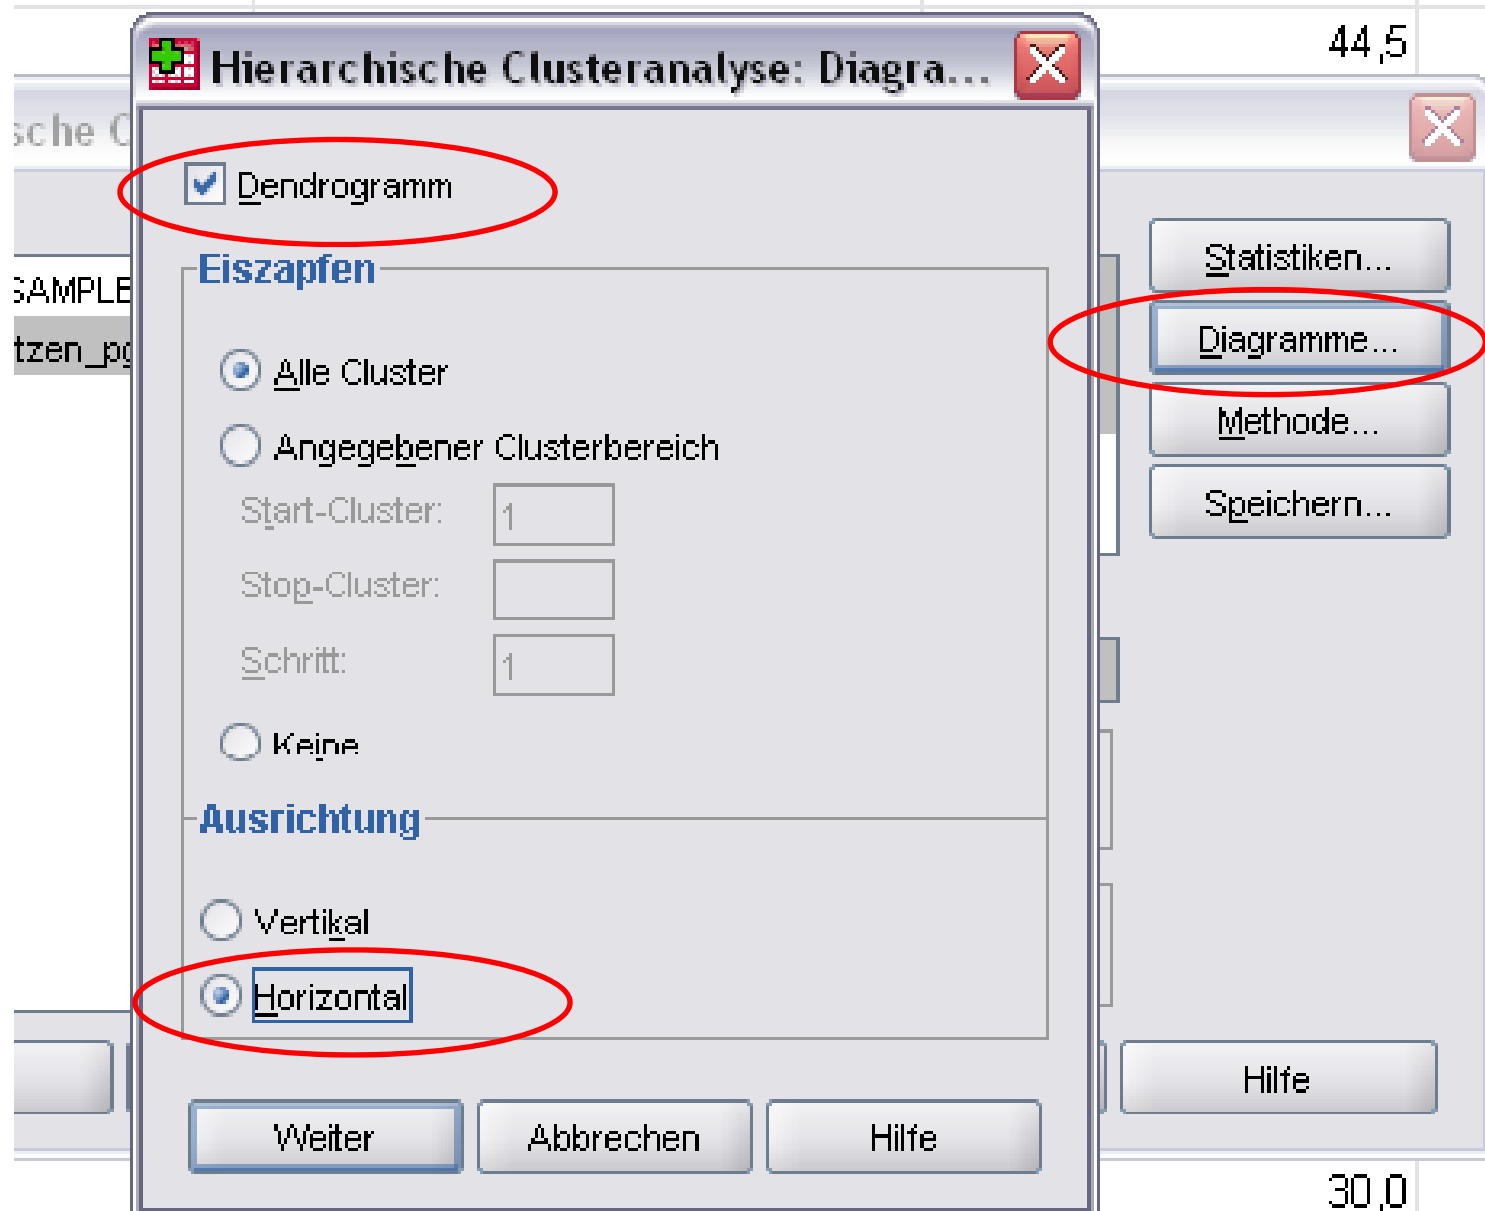 44,5
Hierarchische Clusteranalyse: Diagra...
sche C
Dendrogramm
Statistiken...
Eiszapfen
SAMPLE
Diagramme...
tzen_pg
Alle Cluster
Methode...
Angegebener Clusterbereich
Speichern...
Start-Cluster: 1
Stop-Cluster:
Schritt: 1
Keine
Ausrichtung
Vertikal
Horizontal
Hilfe
Weiter Abbrechen Hilfe
30,0